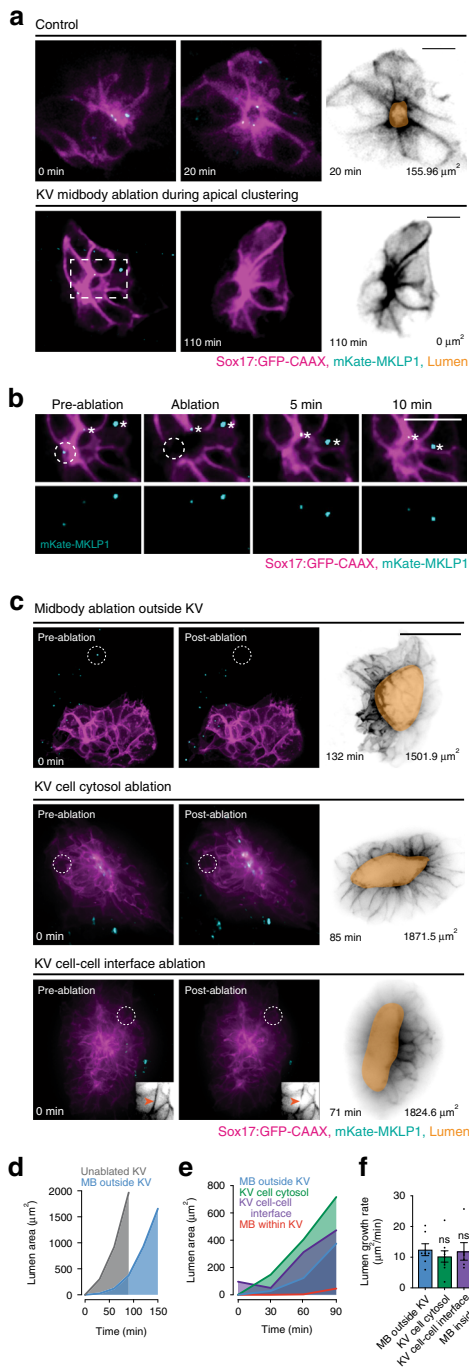 a
Control
0 min
20 min
20 min 155.96 μm²
KV midbody ablation during apical clustering
110 min
110 min 0 μm²
Sox17:GFP-CAAX, mKate-MKLP1, Lumen
b
Pre-ablation Ablation 5 min 10 min
* * * * * * * *
mKate-MKLP1
Sox17:GFP-CAAX, mKate-MKLP1
c
Midbody ablation outside KV
Pre-ablation Post-ablation
0 min
132 min 1501.9 μm²
KV cell cytosol ablation
Pre-ablation Post-ablation
0 min
85 min 1871.5 μm²
KV cell-cell interface ablation
Pre-ablation Post-ablation
0 min
71 min 1824.6 μm²
Sox17:GFP-CAAX, mKate-MKLP1, Lumen
d
Unablated KV
MB outside KV
Lumen area (μm²)
2000
1500
1000
500
0
0 50 100 150
Time (min)
e
MB outside KV
KV cell cytosol
KV cell-cell
interface
MB within KV
Lumen area (μm²)
800
600
400
200
0
0 30 60 90
Time (min)
f
Lumen growth rate
(μm²/min)
30
20
10
0
ns ns
MB outside KV
KV cell cytosol
KV cell-cell interface